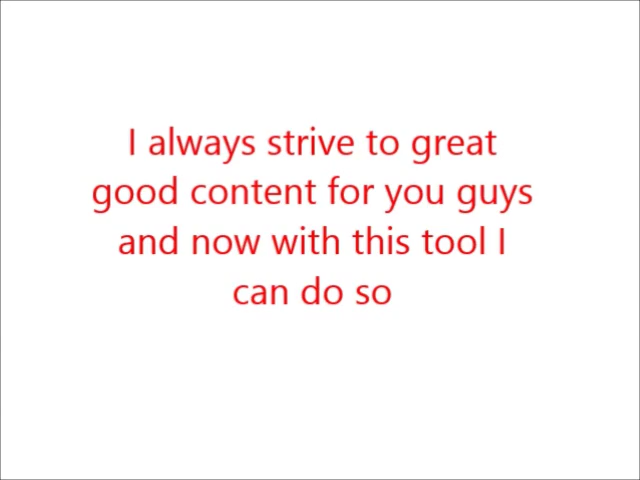 I always strive to great
good content for you guys
and now with this tool I
can do so